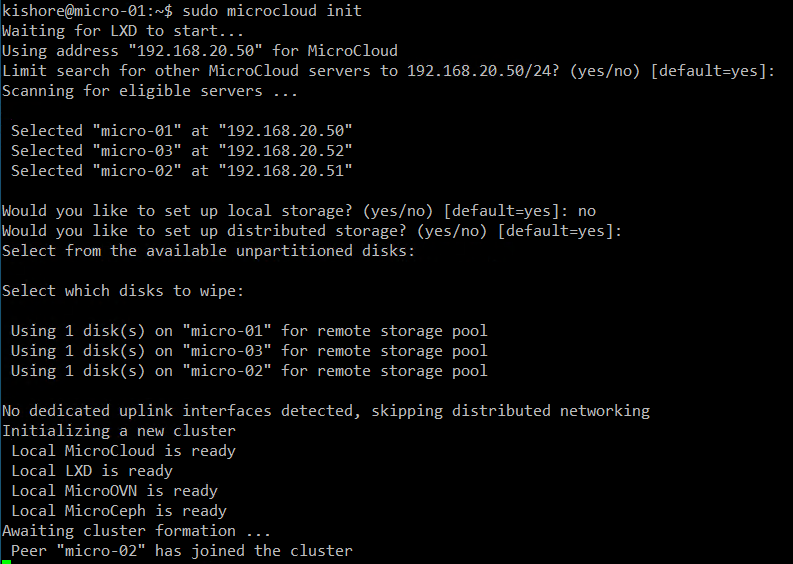 kishore@micro-01:~$ sudo microcloud init
Waiting for LXD to start...
Using address "192.168.20.50" for MicroCloud
Limit search for other MicroCloud servers to 192.168.20.50/24? (yes/no) [default=yes]:
Scanning for eligible servers ...
Selected "micro-01" at "192.168.20.50"
Selected "micro-03" at "192.168.20.52"
Selected "micro-02" at "192.168.20.51"
Would you like to set up local storage? (yes/no) [default=yes]: no
Would you like to set up distributed storage? (yes/no) [default=yes]:
Select from the available unpartitioned disks:
Select which disks to wipe:
Using 1 disk(s) on "micro-01" for remote storage pool
Using 1 disk(s) on "micro-03" for remote storage pool
Using 1 disk(s) on "micro-02" for remote storage pool
No dedicated uplink interfaces detected, skipping distributed networking
Initializing a new cluster
Local MicroCloud is ready
Local LXD is ready
Local MicroOVN is ready
Local MicroCeph is ready
Awaiting cluster formation ...
Peer "micro-02" has joined the cluster